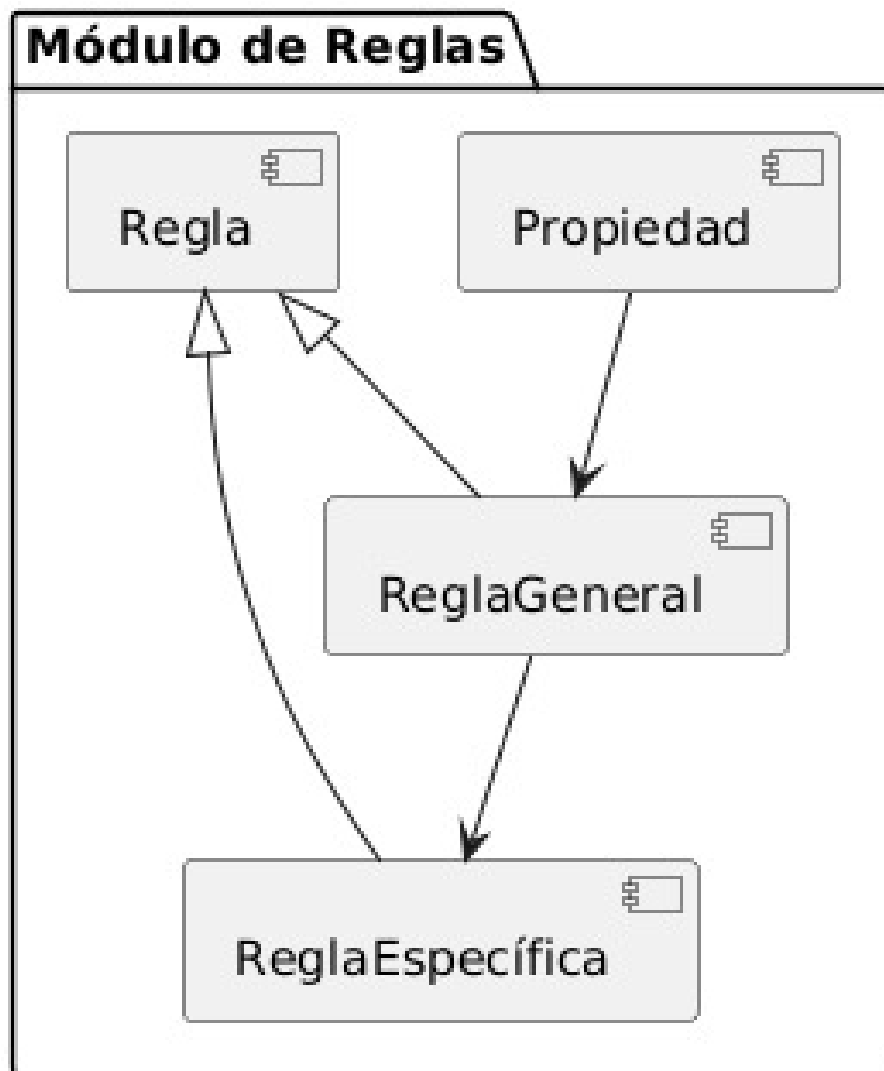 Módulo de Reglas
Regla
Propiedad
ReglaGeneral
ReglaEspecífica